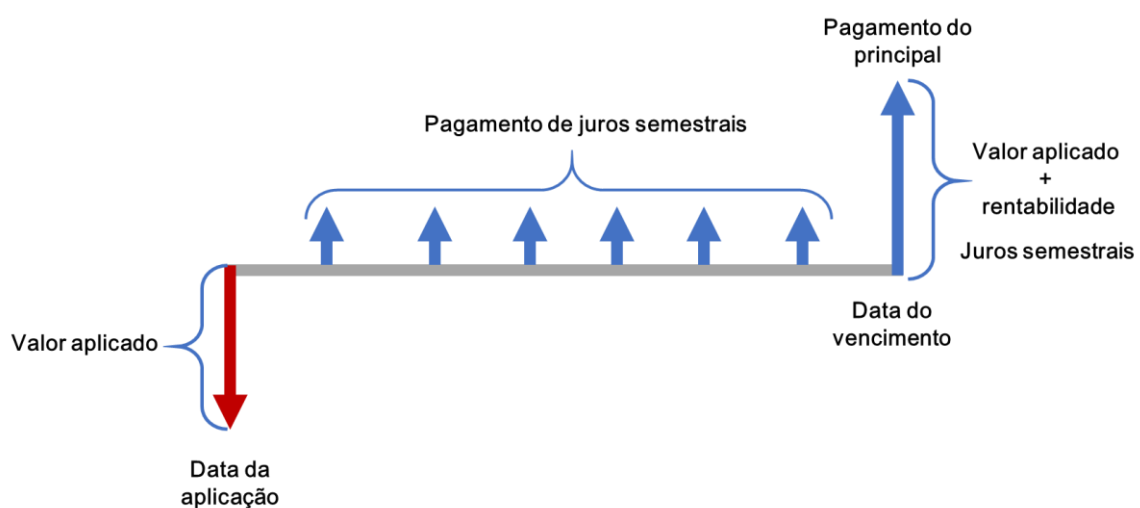 Pagamento do
principal
Pagamento de juros semestrais
Valor aplicado
+
rentabilidade
Juros semestrais
Data do
vencimento
Valor aplicado
Data da
aplicação